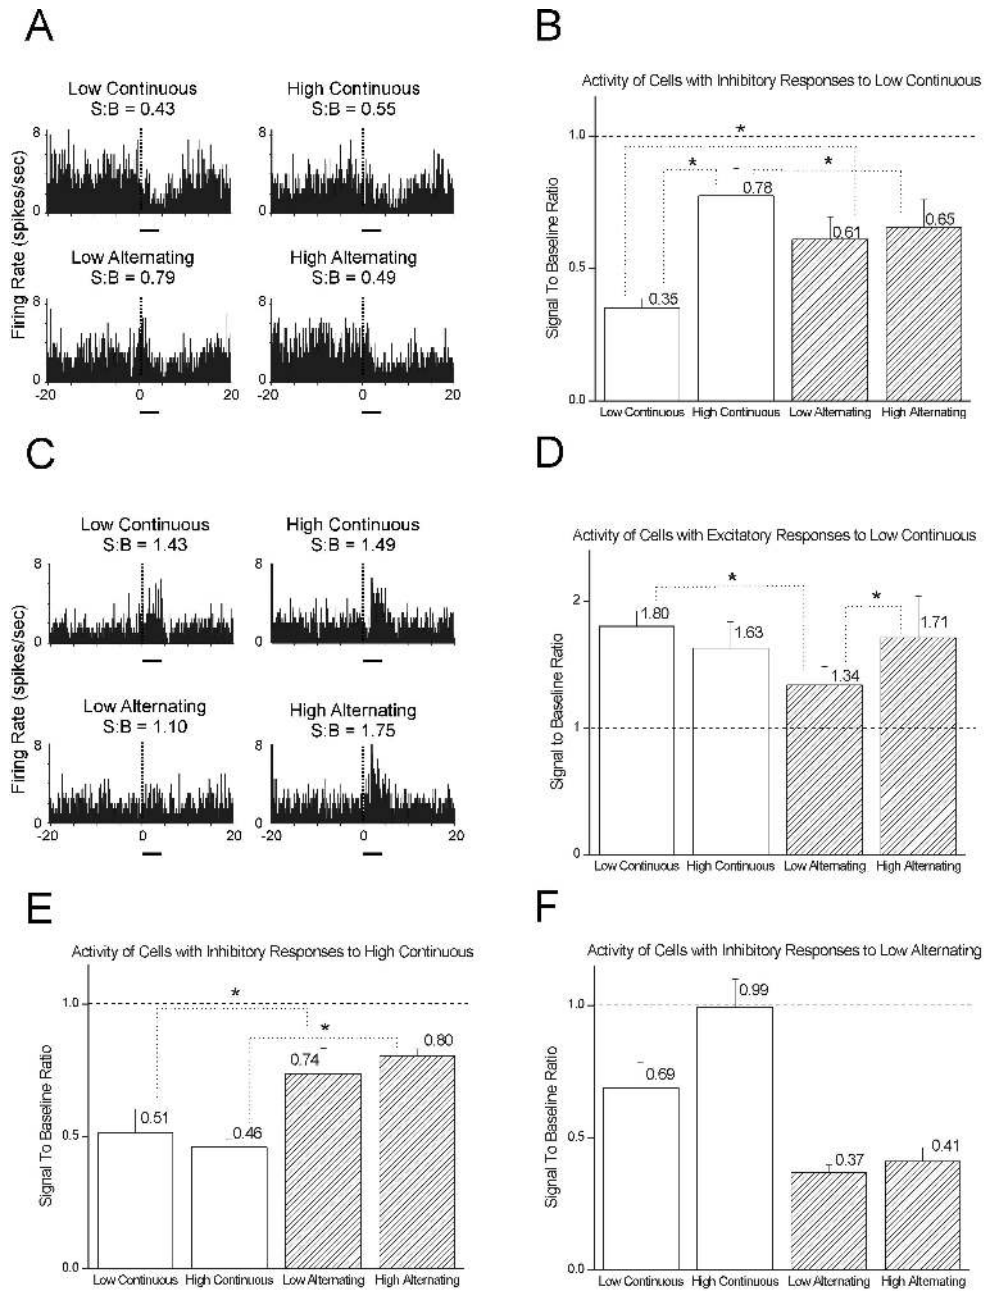 A
Low Continuous
S:B = 0.43
High Continuous
S:B = 0.55
8
0
8
0
Low Alternating
S:B = 0.79
High Alternating
S:B = 0.49
8
0
8
0
-20
0
20
0
20
Firing Rate (spikes/sec)
B
Activity of Cells with Inhibitory Responses to Low Continuous
1.0
0.5
0.0
Signal To Baseline Ratio
*
*
*
0.35
0.78
0.61
0.65
Low Continuous
High Continuous
Low Alternating
High Alternating
C
Low Continuous
S:B = 1.43
High Continuous
S:B = 1.49
8
0
8
0
Low Alternating
S:B = 1.10
High Alternating
S:B = 1.75
8
0
8
0
-20
0
20
-20
0
20
Firing Rate (spikes/sec)
D
Activity of Cells with Excitatory Responses to Low Continuous
2
1
0
Signal to Baseline Ratio
*
*
1.80
1.63
1.34
1.71
Low Continuous
High Continuous
Low Alternating
High Alternating
E
Activity of Cells with Inhibitory Responses to High Continuous
1.0
0.5
0.0
Signal To Baseline Ratio
*
*
0.51
0.46
0.74
0.80
Low Continuous
High Continuous
Low Alternating
High Alternating
F
Activity of Cells with Inhibitory Responses to Low Alternating
1.0
0.5
0.0
Signal To Baseline Ratio
0.69
0.99
0.37
0.41
Low Continuous
High Continuous
Low Alternating
High Alternating